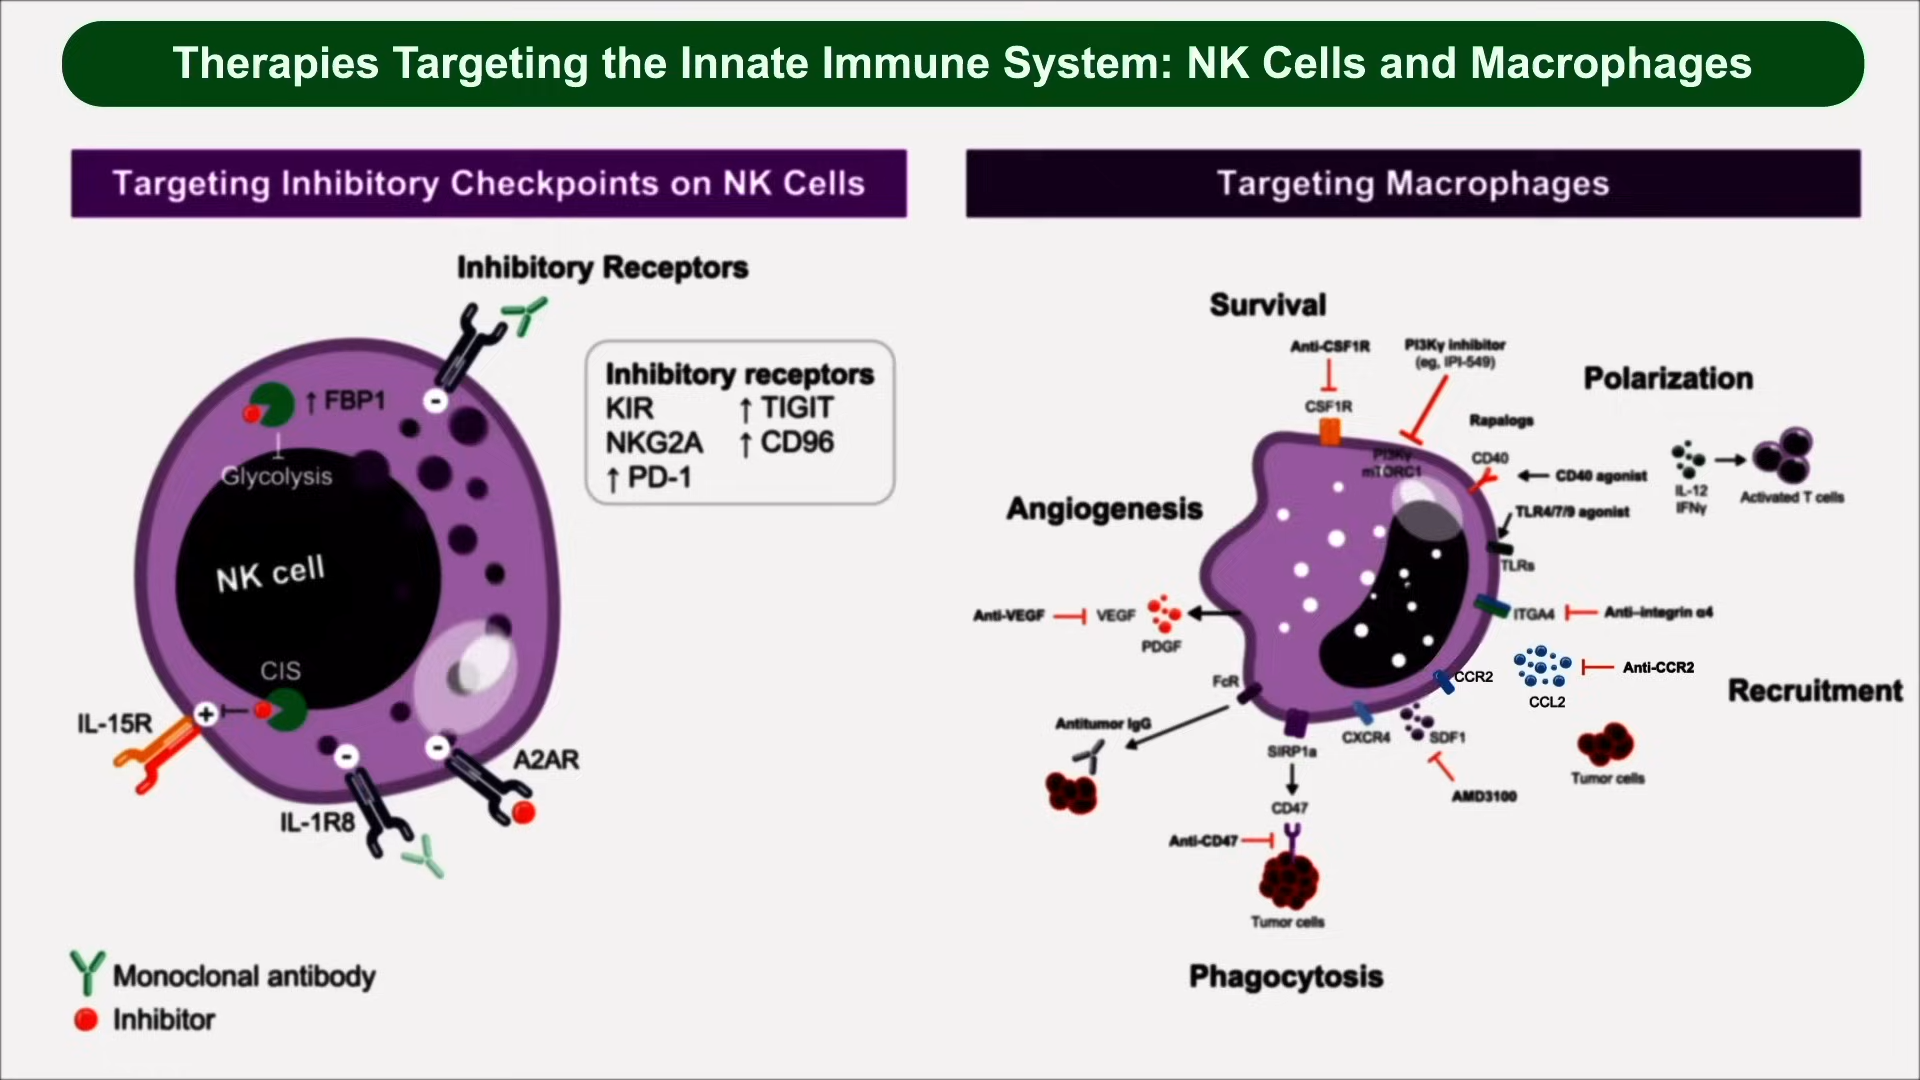 Therapies Targeting the Innate Immune System: NK Cells and Macrophages
Targeting Inhibitory Checkpoints on NK Cells
Inhibitory Receptors
Inhibitory receptors
KIR ↑ TIGIT
NKG2A ↑ CD96
↑ PD-1
↑ FBP1
Glycolysis
NK cell
CIS
IL-15R
+
-
-
-
IL-1R8
A2AR
Monoclonal antibody
Inhibitor
Targeting Macrophages
Survival
Anti-CSF1R
CSF1R
PI3Kγ inhibitor
(eg, IPI-549)
PI3Kγ
mTORC1
Polarization
Rapalogs
CD40
CD40 agonist
IL-12
IFNγ
Activated T cells
TLR4/7/9 agonist
TLRs
Angiogenesis
Anti-VEGF
VEGF
PDGF
ITGA4
Anti–integrin α4
CCR2
CCL2
Anti-CCR2
Recruitment
FcR
Antitumor IgG
SIRP1a
CXCR4
SDF1
AMD3100
Tumor cells
CD47
Anti-CD47
Tumor cells
Phagocytosis